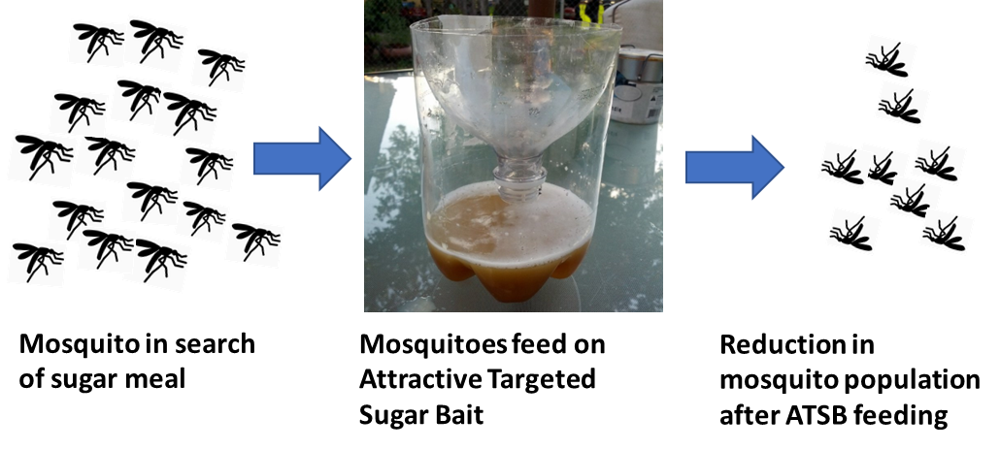 Mosquito in search
of sugar meal
Mosquitoes feed on
Attractive Targeted
Sugar Bait
Reduction in
mosquito population
after ATSB feeding